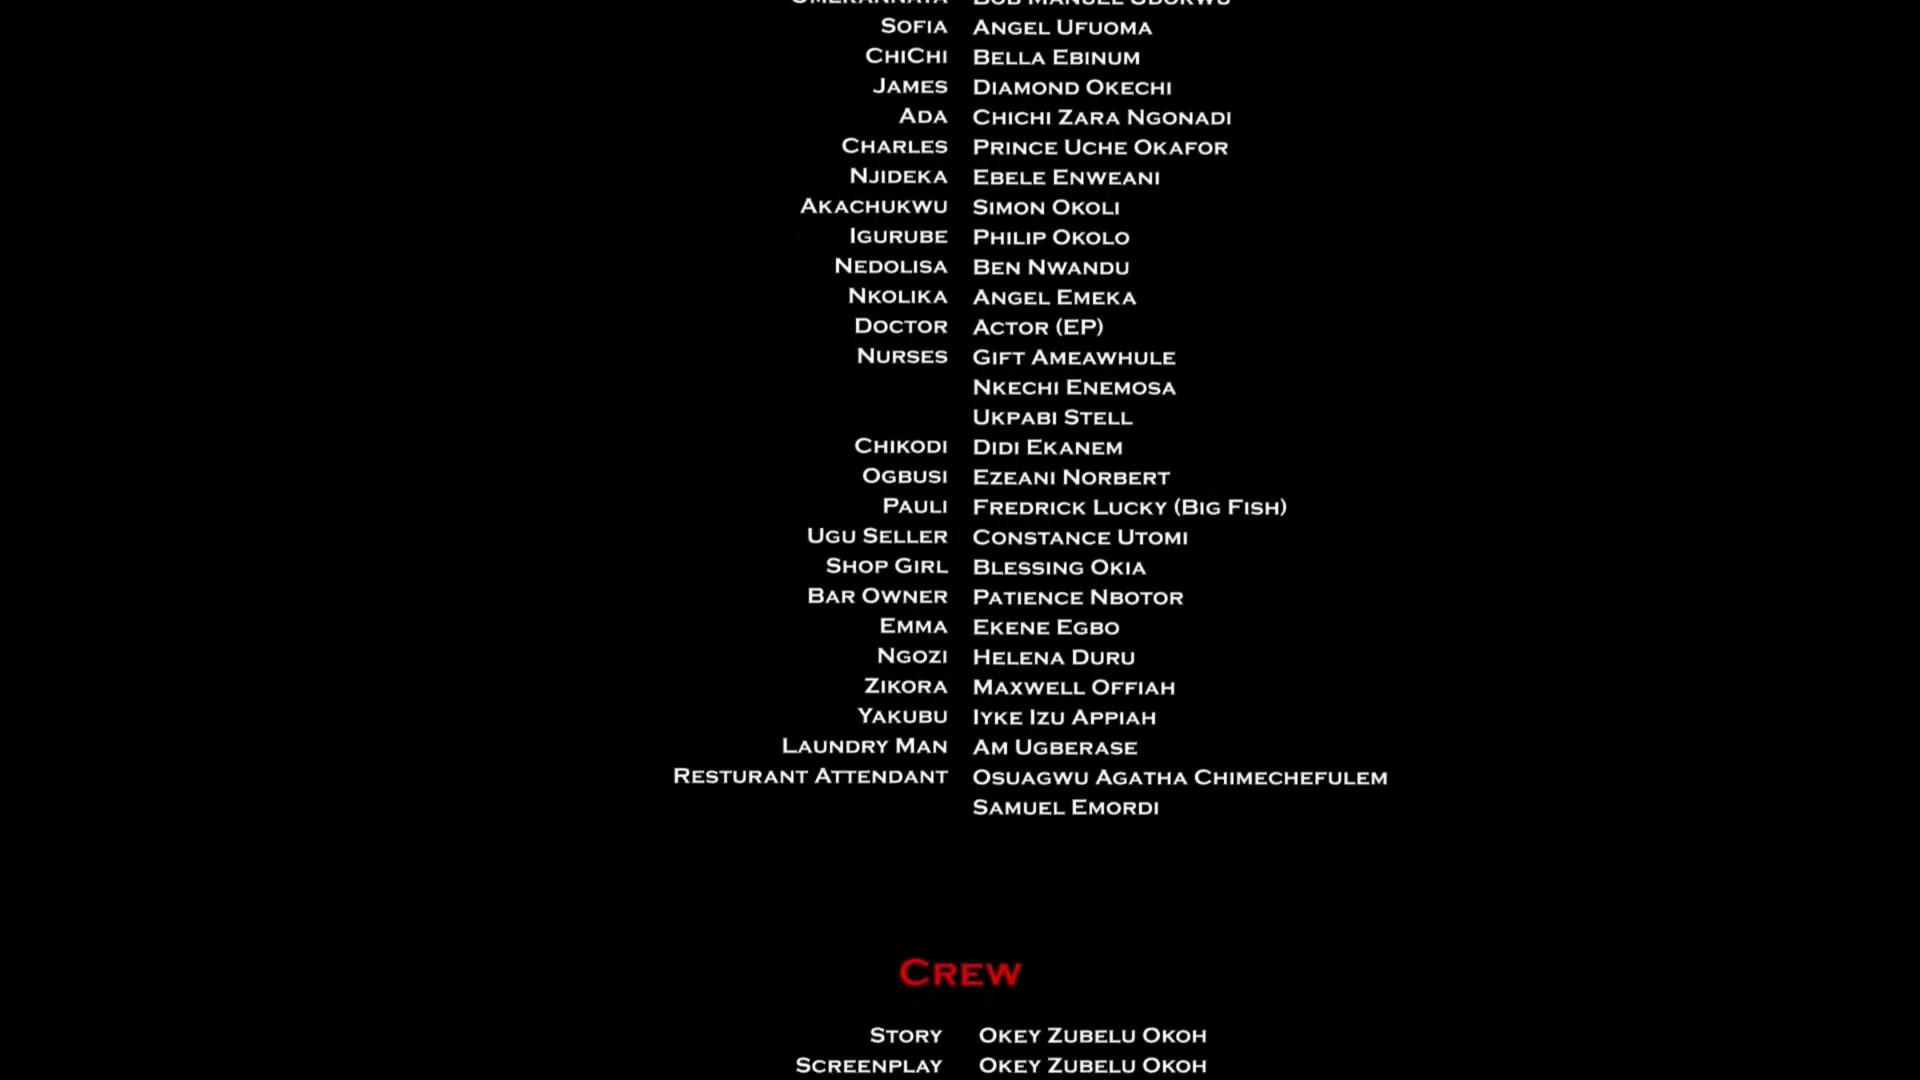 Sofia Angel Ufuoma
ChiChi Bella Ebinum
James Diamond Okechi
Ada Chichi Zara Ngonadi
Charles Prince Uche Okafor
Njideka Ebele Enweani
Akachukwu Simon Okoli
Igurube Philip Okolo
Nedolisa Ben Nwandu
Nkolika Angel Emeka
Doctor Actor (EP)
Nurses Gift Ameawhule
Nkechi Enemosa
Ukpabi Stell
Chikodi Didi Ekanem
Ogbusi Ezeani Norbert
Pauli Fredrick Lucky (Big Fish)
Ugu Seller Constance Utomi
Shop Girl Blessing Okia
Bar Owner Patience Nbotor
Emma Ekene Egbo
Ngozi Helena Duru
Zikora Maxwell Offiah
Yakubu Iyke Izu Appiah
Laundry Man Am Ugberase
Resturant Attendant Osuagwu Agatha Chimechefulem
Samuel Emordi
Crew
Story Okey Zubelu Okoh
Screenplay Okey Zubelu Okoh